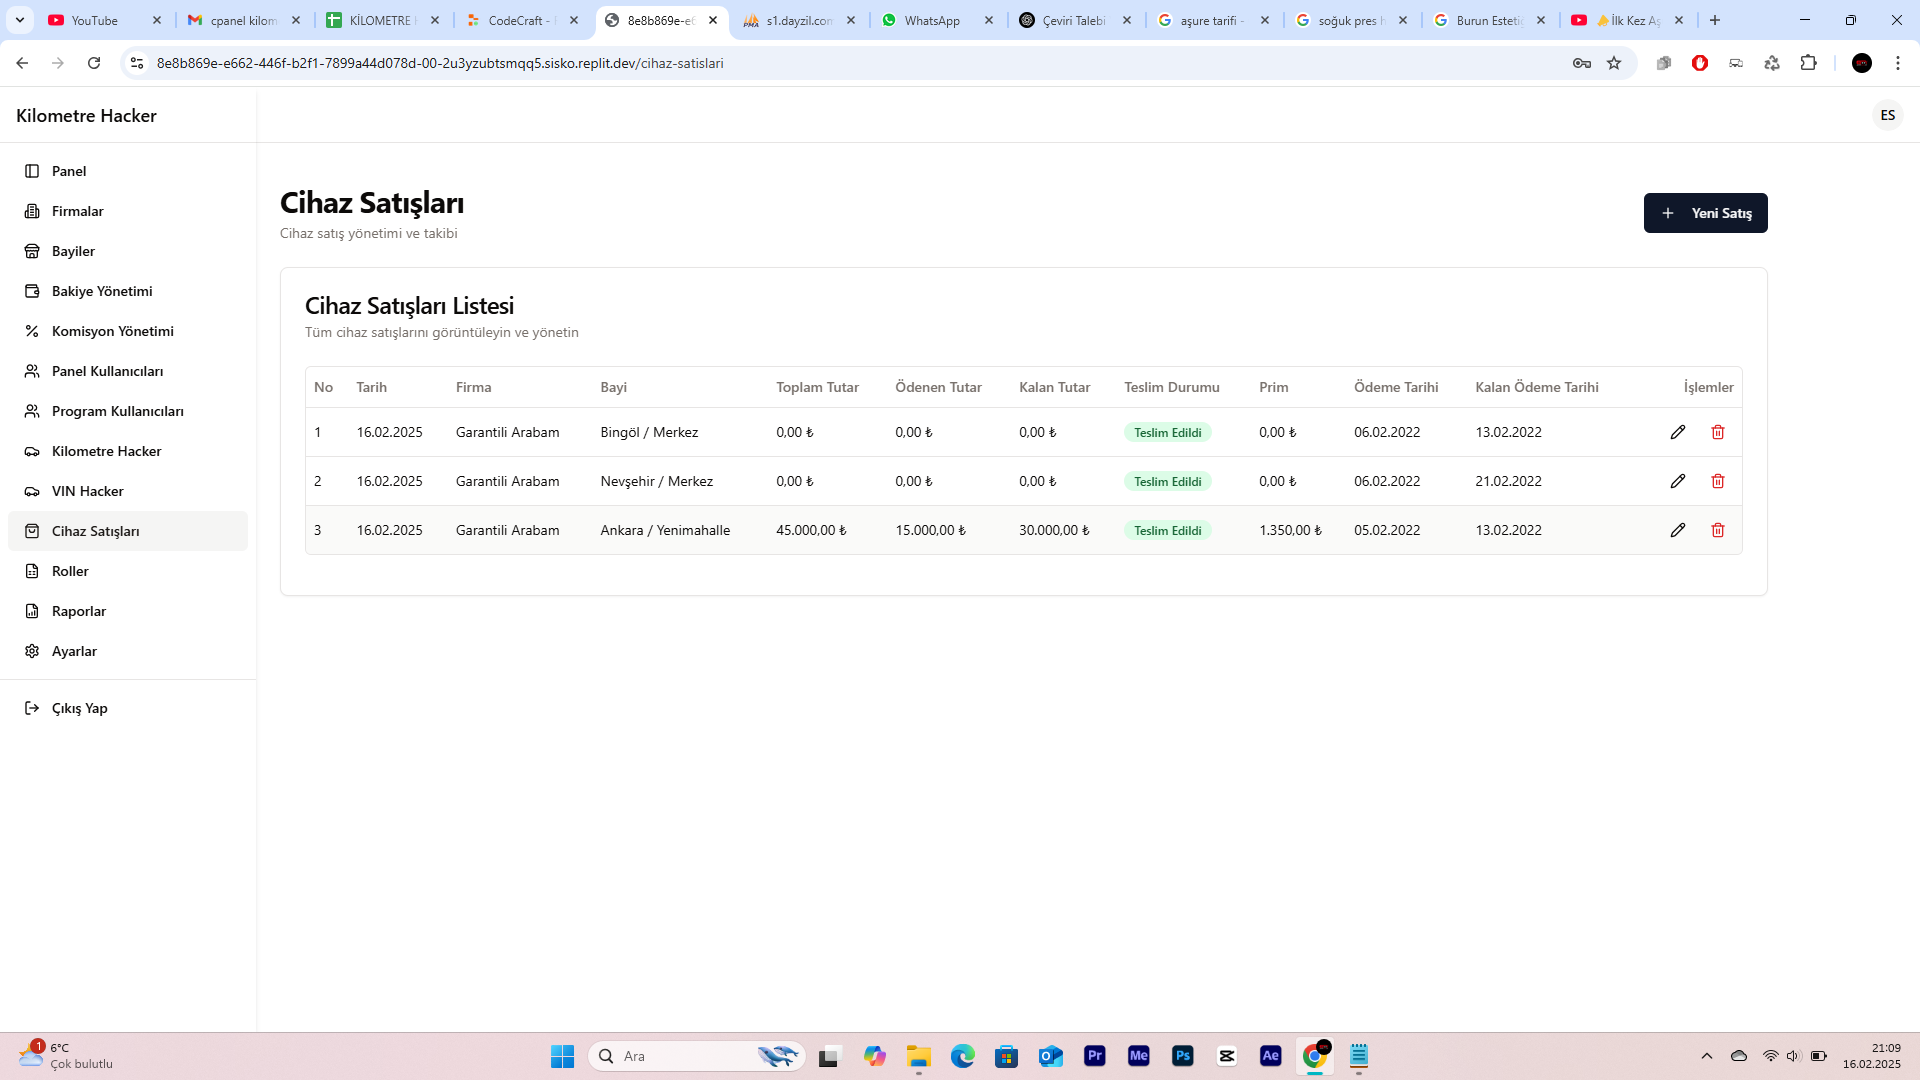 YouTube
cpanel kilom
KİLOMETRE H
CodeCraft -
8e8b869e-e6
s1.dayzil.com
WhatsApp
Çeviri Talebi
aşure tarifi -
soğuk pres h
Burun Esteti
İlk Kez Aş
8e8b869e-e662-446f-b2f1-7899a44d078d-00-2u3yzubtsmqq5.sisko.replit.dev/cihaz-satislari
Kilometre Hacker
ES
Panel
Firmalar
Bayiler
Bakiye Yönetimi
Komisyon Yönetimi
Panel Kullanıcıları
Program Kullanıcıları
Kilometre Hacker
VIN Hacker
Cihaz Satışları
Roller
Raporlar
Ayarlar
Çıkış Yap
Cihaz Satışları
Cihaz satış yönetimi ve takibi
+ Yeni Satış
Cihaz Satışları Listesi
Tüm cihaz satışlarını görüntüleyin ve yönetin
No Tarih Firma Bayi Toplam Tutar Ödenen Tutar Kalan Tutar Teslim Durumu Prim Ödeme Tarihi Kalan Ödeme Tarihi İşlemler
1 16.02.2025 Garantili Arabam Bingöl / Merkez 0,00 ₺ 0,00 ₺ 0,00 ₺ Teslim Edildi 0,00 ₺ 06.02.2022 13.02.2022
2 16.02.2025 Garantili Arabam Nevşehir / Merkez 0,00 ₺ 0,00 ₺ 0,00 ₺ Teslim Edildi 0,00 ₺ 06.02.2022 21.02.2022
3 16.02.2025 Garantili Arabam Ankara / Yenimahalle 45.000,00 ₺ 15.000,00 ₺ 30.000,00 ₺ Teslim Edildi 1.350,00 ₺ 05.02.2022 13.02.2022
1
6°C
Çok bulutlu
Ara
Pr
Me
Ps
Ae
21:09
16.02.2025